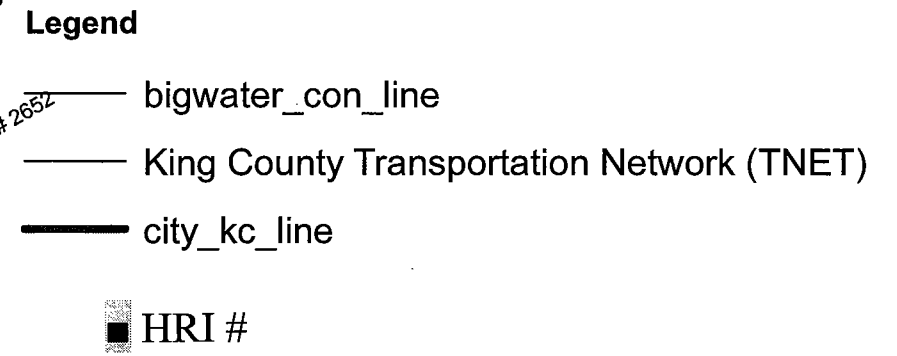 Legend
bigwater_con_line
# 2652
King County Transportation Network (TNET)
city_kc_line
HRI #